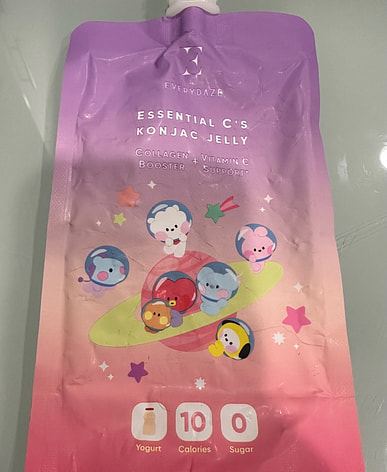 E
EVERYDAZE
ESSENTIAL C'S
KONJAC JELLY
COLLAGEN + VITAMIN C
BOOSTER SUPPORT*
10 0
Yogurt Calories Sugar